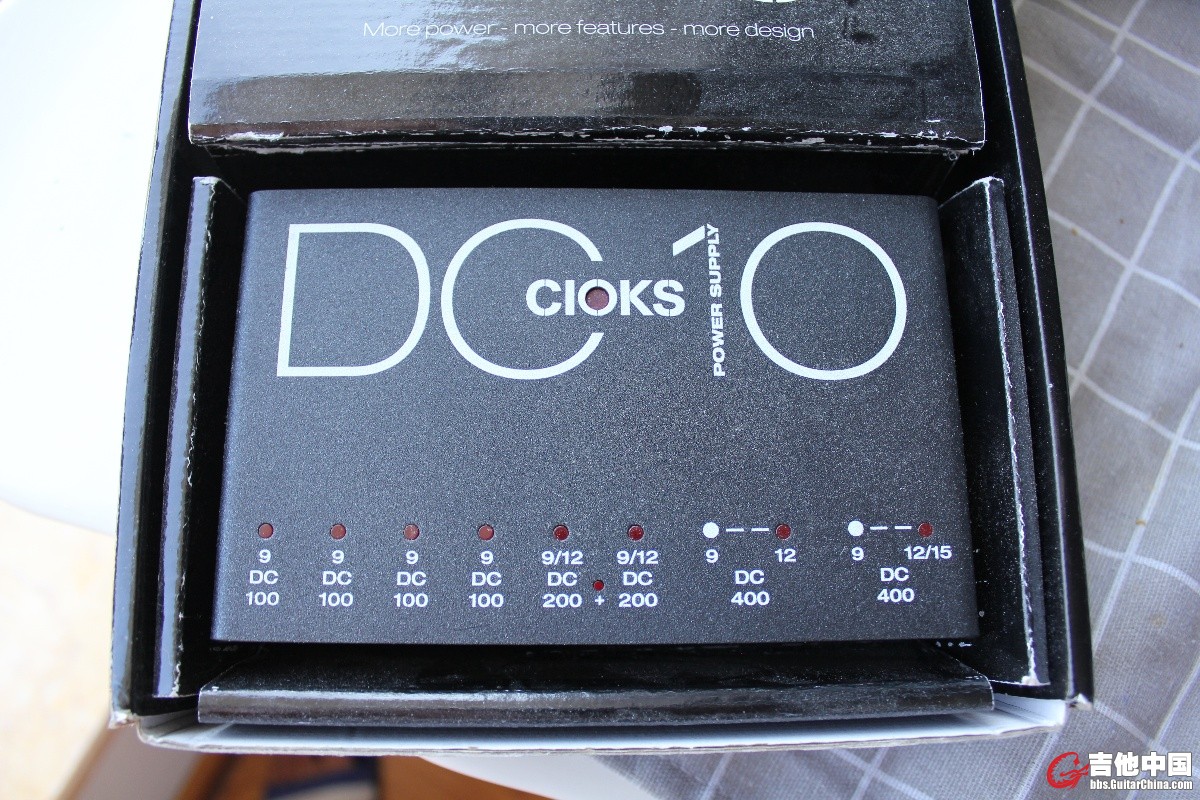 More power - more features - more design
DC 10
CIOKS
POWER SUPPLY
9 9 9 9 9/12 9/12 9 12 9 12/15
DC DC DC DC DC DC DC DC
100 100 100 100 200 + 200 400 400
吉他中国
bbs.GuitarChina.com